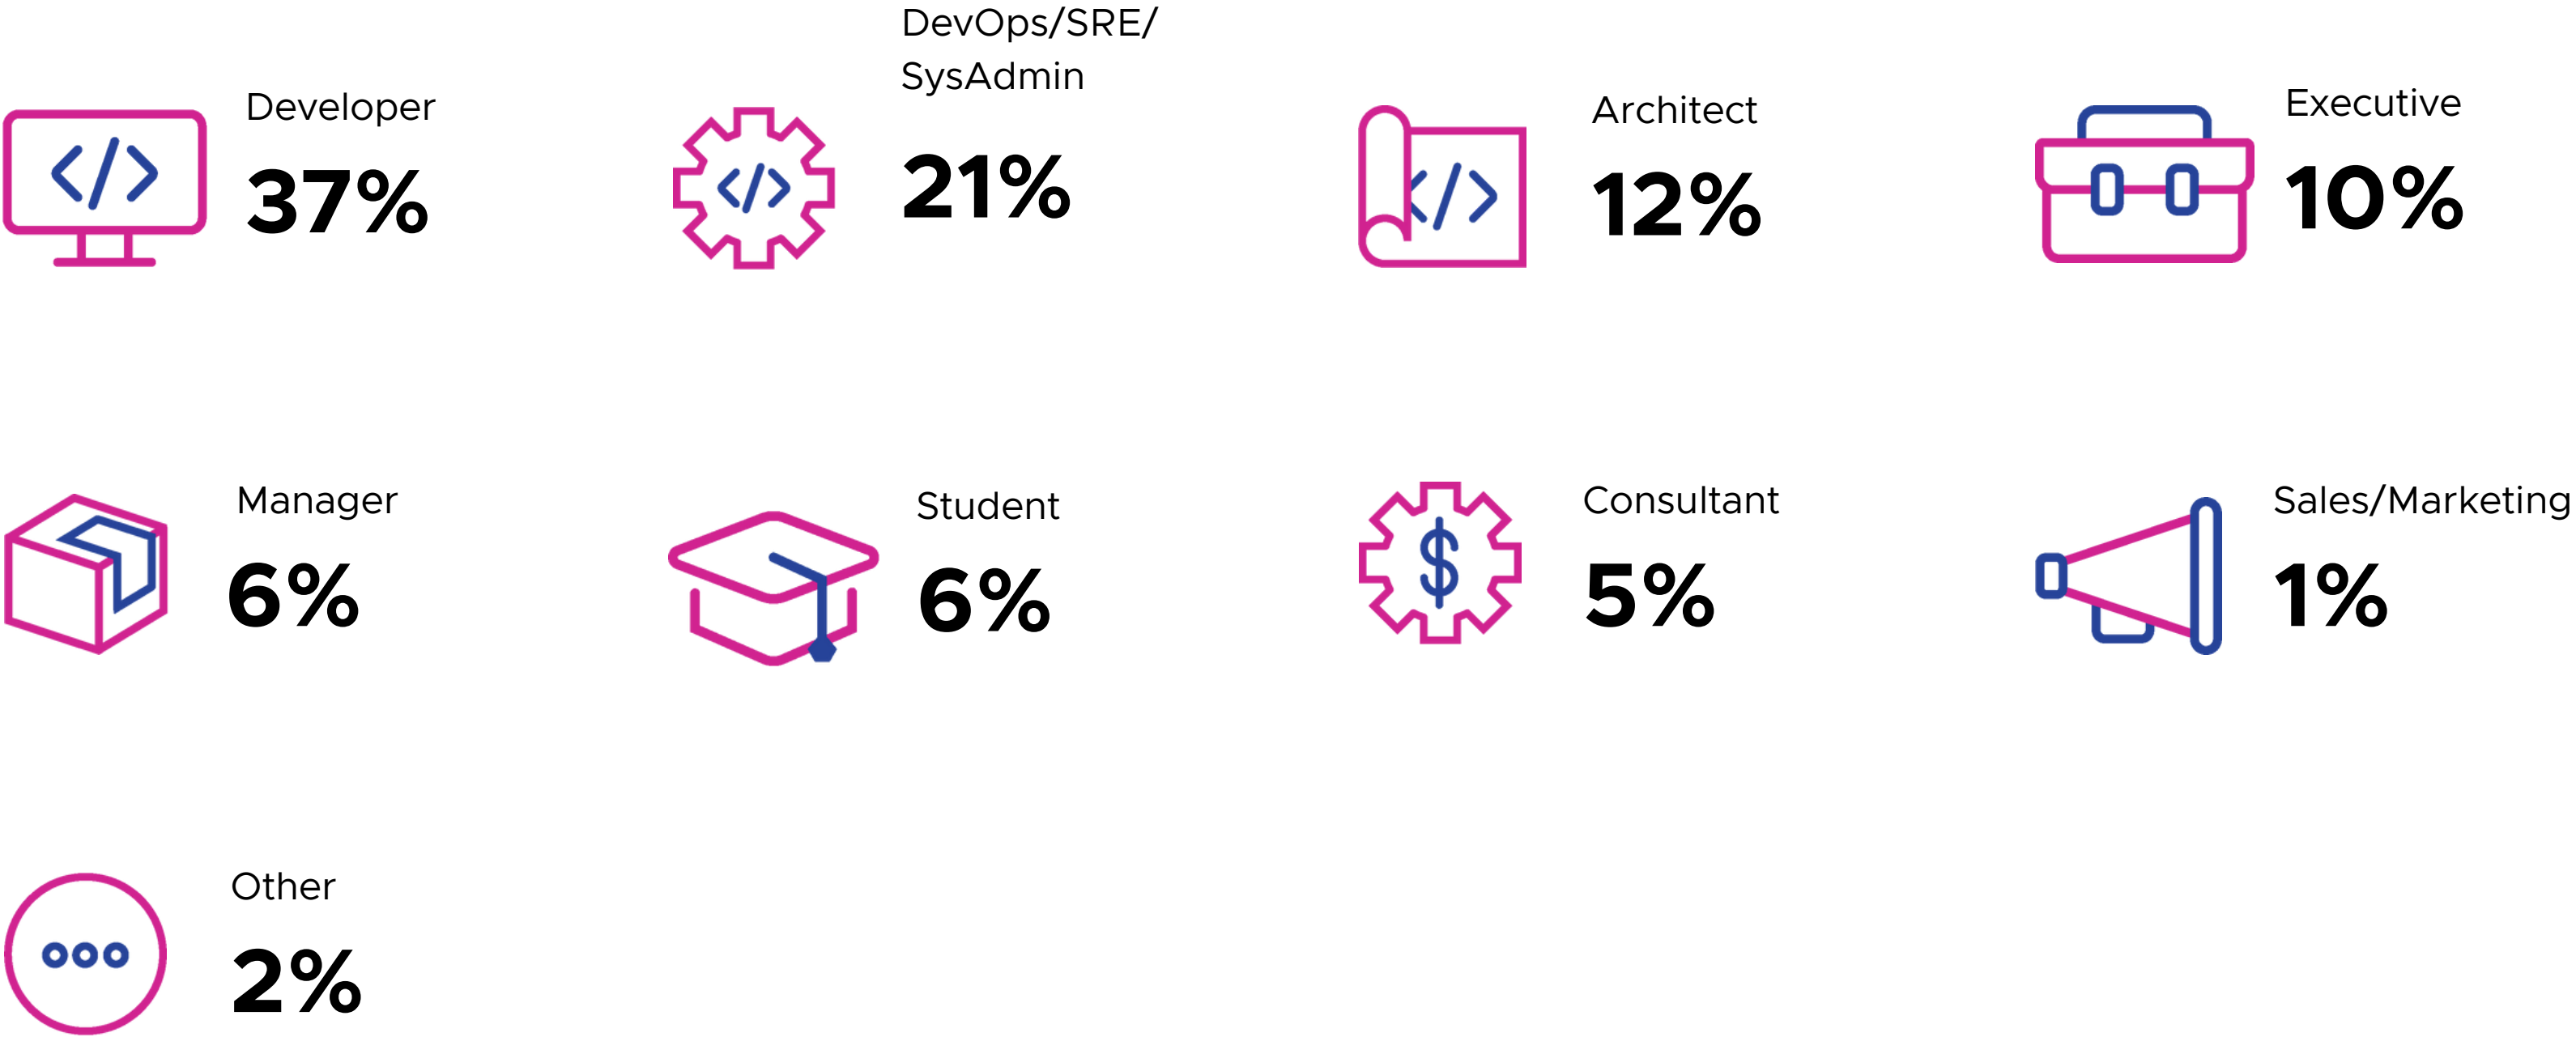 Developer
37%
DevOps/SRE/
SysAdmin
21%
Architect
12%
Executive
10%
Manager
6%
Student
6%
Consultant
5%
Sales/Marketing
1%
Other
2%